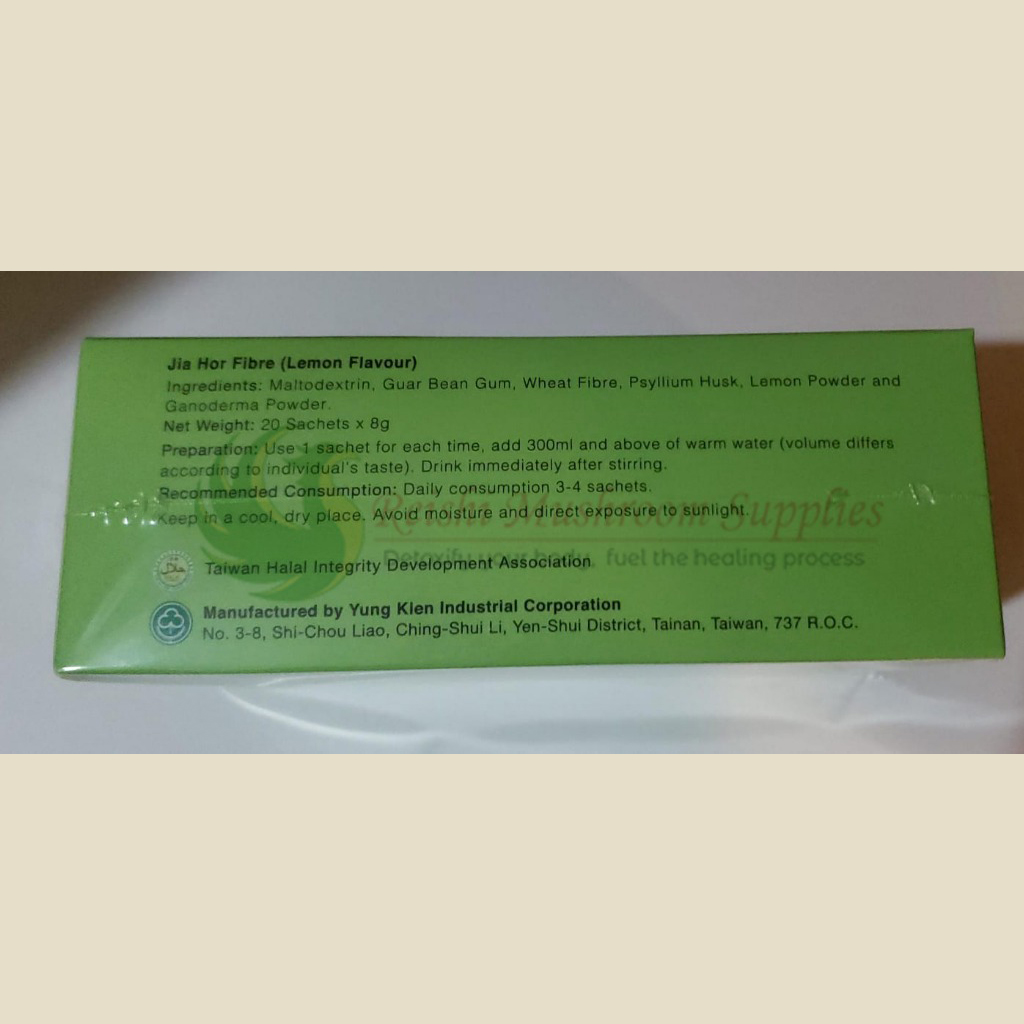 Jia Hor Fibre (Lemon Flavour)
Ingredients: Maltodextrin, Guar Bean Gum, Wheat Fibre, Psyllium Husk, Lemon Powder and
Ganoderma Powder.
Net Weight: 20 Sachets x 8g
Preparation: Use 1 sachet for each time, add 300ml and above of warm water (volume differs
according to individual's taste). Drink immediately after stirring.
Recommended Consumption: Daily consumption 3-4 sachets.
Keep in a cool, dry place. Avoid moisture and direct exposure to sunlight.
Reishi Mushroom Supplies
Detoxify your body, fuel the healing process
حلال
Taiwan Halal Integrity Development Association
Manufactured by Yung Kien Industrial Corporation
No. 3-8, Shi-Chou Liao, Ching-Shui Li, Yen-Shui District, Tainan, Taiwan, 737 R.O.C.